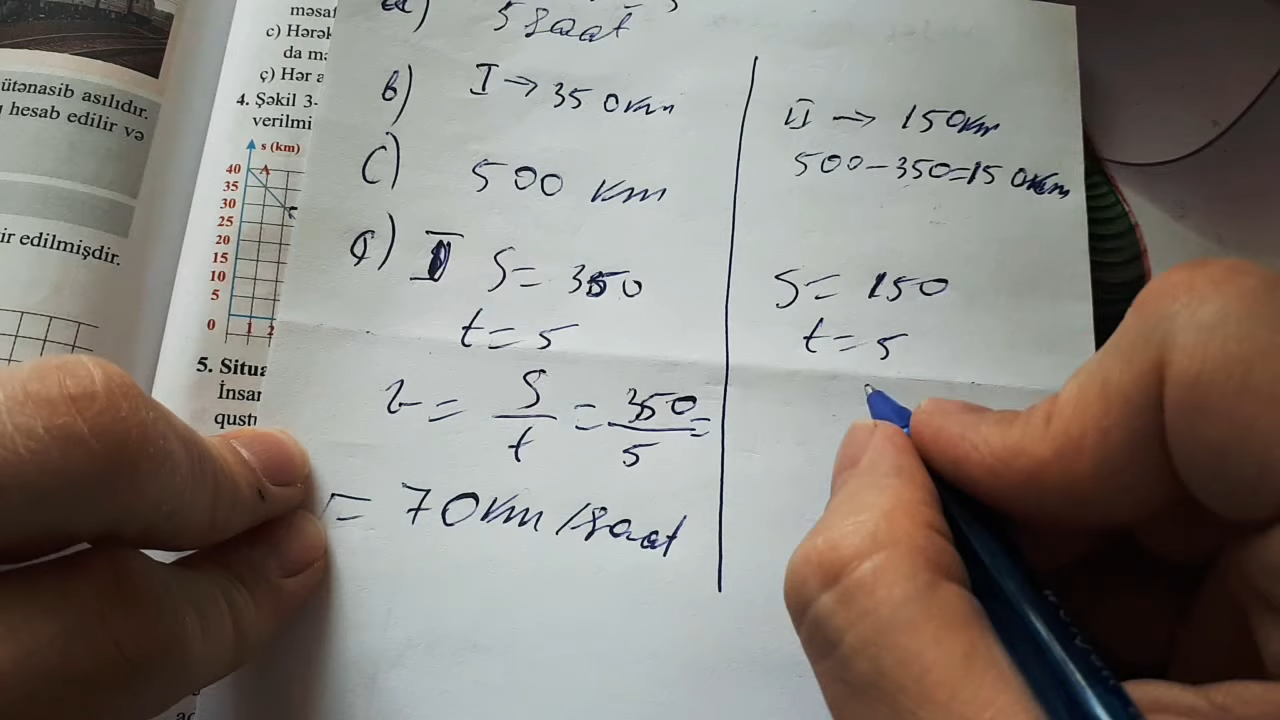 ütənasib asılıdır.
hesab edilir və
ir edilmişdir.
məsaf
c) Hərək
da mə
ç) Hər a
4. Şəkil 3-
verilmi
s (km)
40
35
30
25
20
15
10
5
0 1 2
5. Situa
İnsan
qustı
5 saat
b) I → 350 km
c) 500 km
ç) I S = 350
t = 5
v = S/t = 350/5 =
= 70 km/saat
II → 150 km
500 - 350 = 150 km
S = 150
t = 5